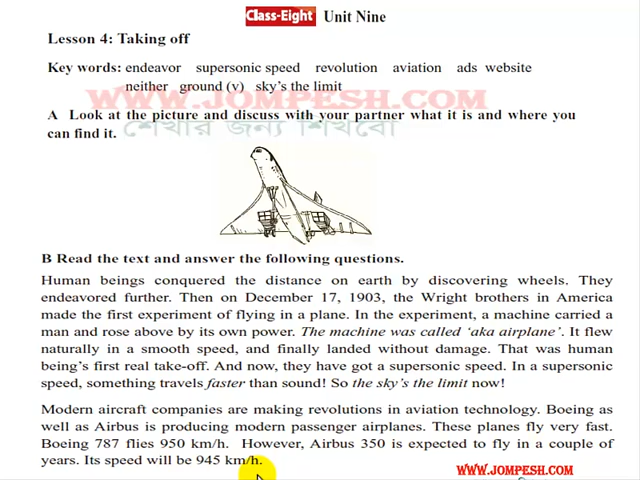 Class-Eight Unit Nine
Lesson 4: Taking off
Key words: endeavor supersonic speed revolution aviation ads website
neither ground (v) sky's the limit
WWW.JOMPESH.COM
A Look at the picture and discuss with your partner what it is and where you
শেখার জন্য শিখবো
can find it.
B Read the text and answer the following questions.
Human beings conquered the distance on earth by discovering wheels. They
endeavored further. Then on December 17, 1903, the Wright brothers in America
made the first experiment of flying in a plane. In the experiment, a machine carried a
man and rose above by its own power. The machine was called 'aka airplane'. It flew
naturally in a smooth speed, and finally landed without damage. That was human
being's first real take-off. And now, they have got a supersonic speed. In a supersonic
speed, something travels faster than sound! So the sky's the limit now!
Modern aircraft companies are making revolutions in aviation technology. Boeing as
well as Airbus is producing modern passenger airplanes. These planes fly very fast.
Boeing 787 flies 950 km/h. However, Airbus 350 is expected to fly in a couple of
years. Its speed will be 945 km/h.
WWW.JOMPESH.COM